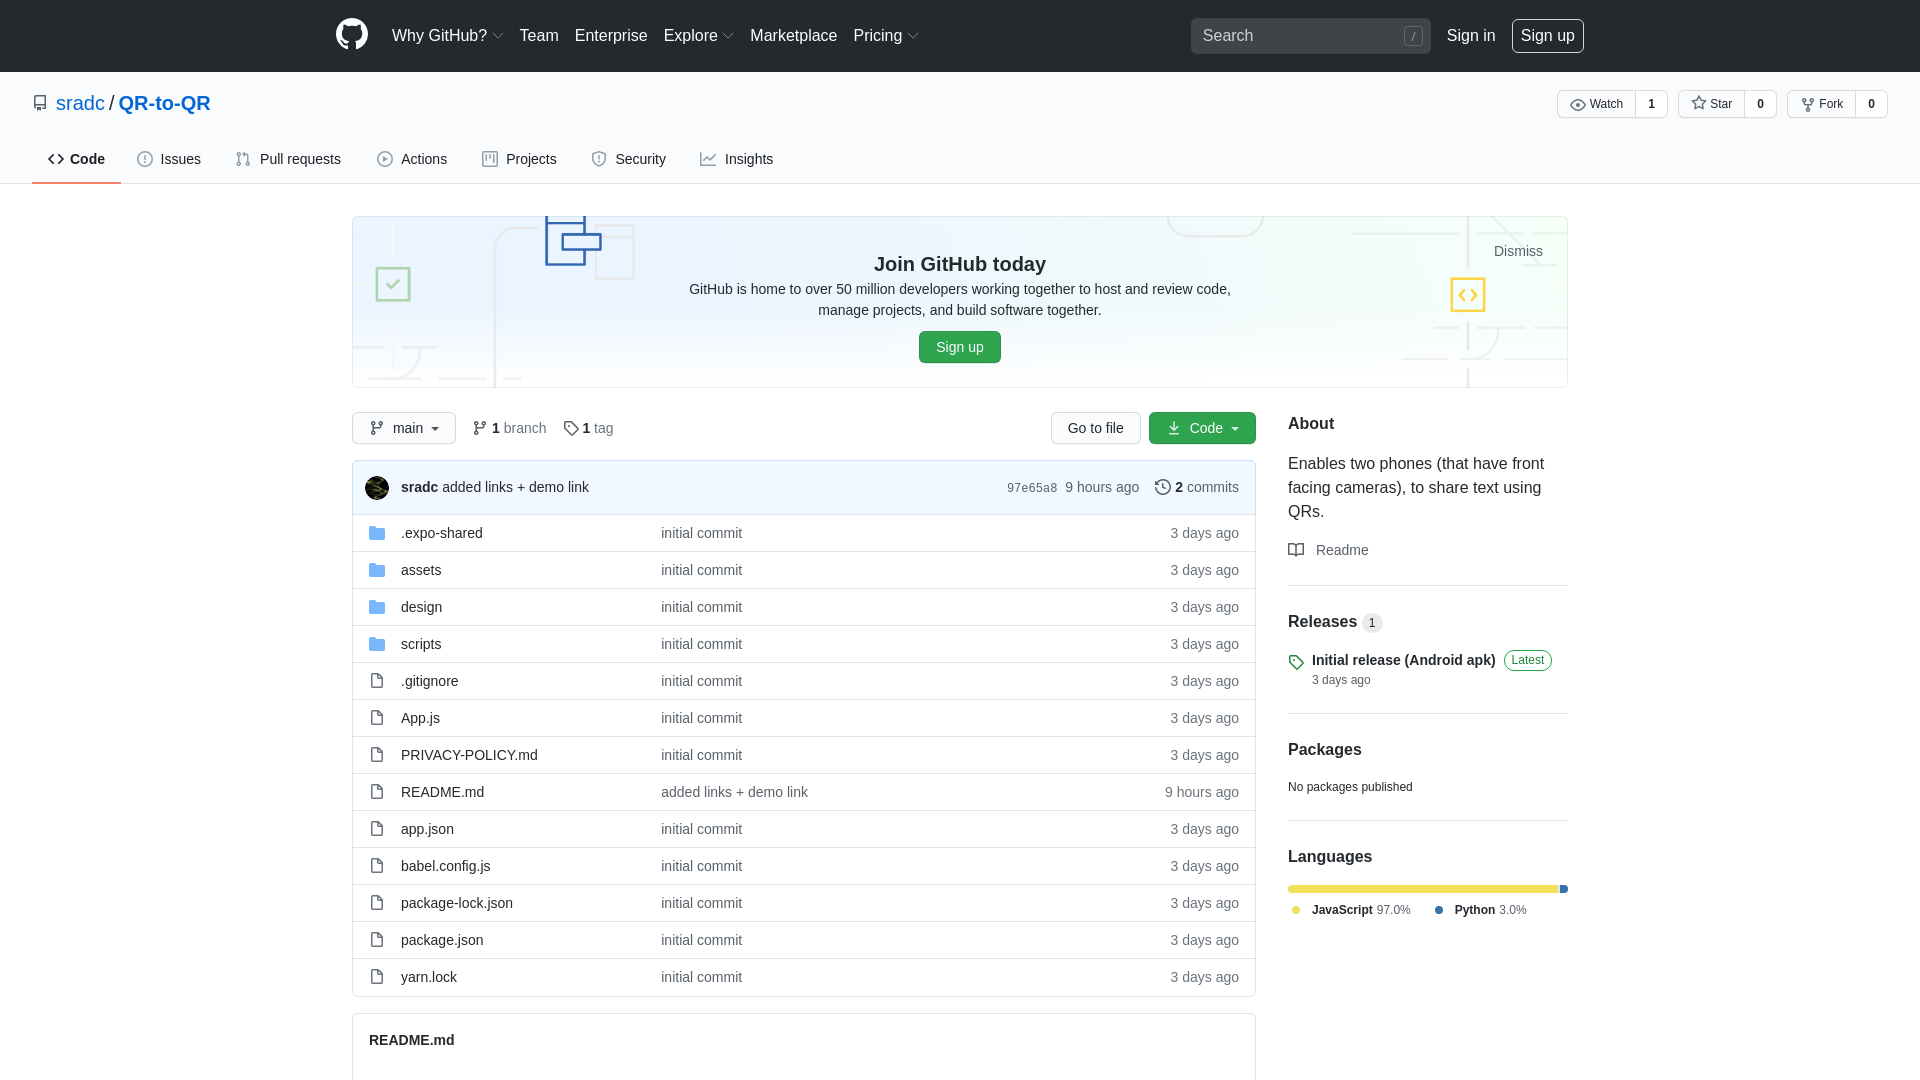 Why GitHub? Team Enterprise Explore Marketplace Pricing Search / Sign in Sign up
sradc / QR-to-QR Watch 1 Star 0 Fork 0
Code Issues Pull requests Actions Projects Security Insights
Dismiss
Join GitHub today
GitHub is home to over 50 million developers working together to host and review code,
manage projects, and build software together.
Sign up
main 1 branch 1 tag Go to file Code
sradc added links + demo link 97e65a8 9 hours ago 2 commits
.expo-shared initial commit 3 days ago
assets initial commit 3 days ago
design initial commit 3 days ago
scripts initial commit 3 days ago
.gitignore initial commit 3 days ago
App.js initial commit 3 days ago
PRIVACY-POLICY.md initial commit 3 days ago
README.md added links + demo link 9 hours ago
app.json initial commit 3 days ago
babel.config.js initial commit 3 days ago
package-lock.json initial commit 3 days ago
package.json initial commit 3 days ago
yarn.lock initial commit 3 days ago
README.md
About
Enables two phones (that have front
facing cameras), to share text using
QRs.
Readme
Releases 1
Initial release (Android apk) Latest
3 days ago
Packages
No packages published
Languages
JavaScript 97.0% Python 3.0%